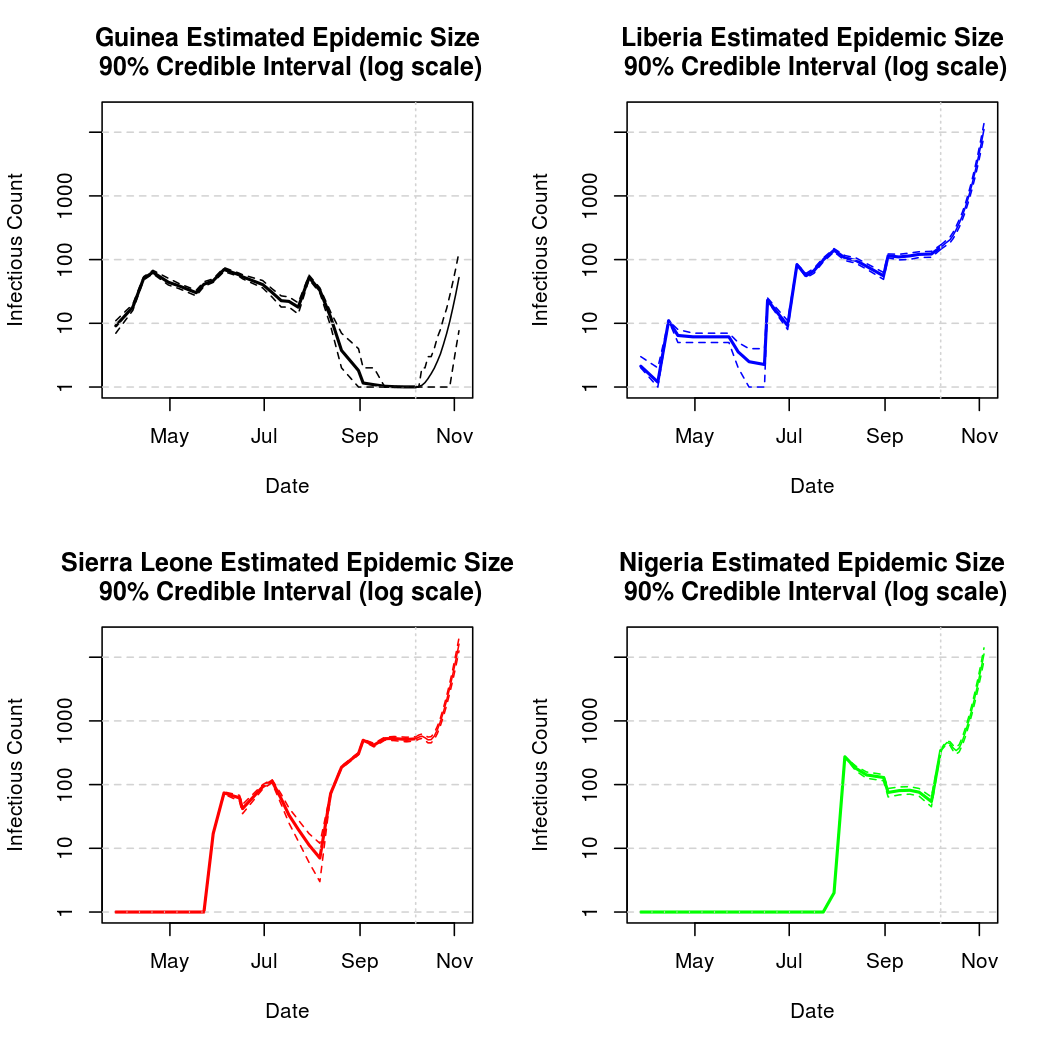 Guinea Estimated Epidemic Size
90% Credible Interval (log scale)
Infectious Count
1000
100
10
1
May Jul Sep Nov
Date
Liberia Estimated Epidemic Size
90% Credible Interval (log scale)
Infectious Count
1000
100
10
1
May Jul Sep Nov
Date
Sierra Leone Estimated Epidemic Size
90% Credible Interval (log scale)
Infectious Count
1000
100
10
1
May Jul Sep Nov
Date
Nigeria Estimated Epidemic Size
90% Credible Interval (log scale)
Infectious Count
1000
100
10
1
May Jul Sep Nov
Date